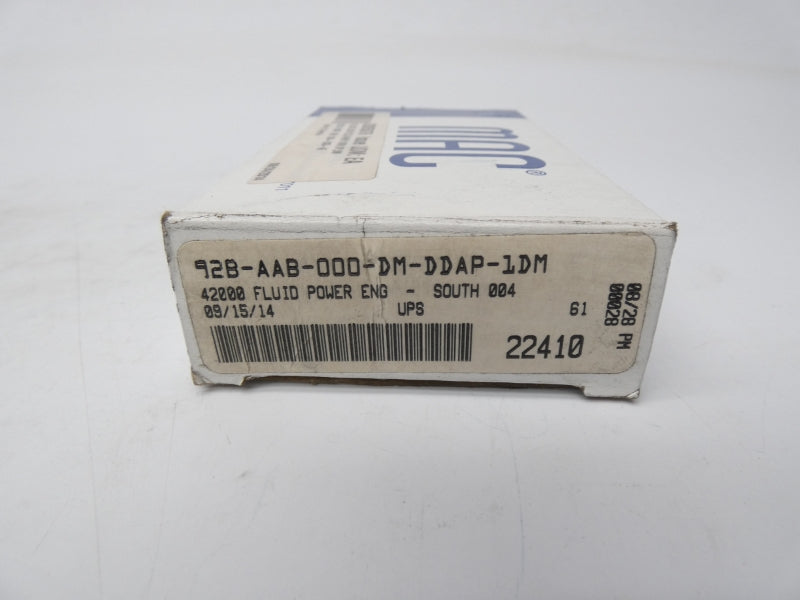 MAC®
92B-AAB-000-DM-DDAP-1DM
42000 FLUID POWER ENG - SOUTH 004
09/15/14 UPS 61
22410
08/28 PM
00028